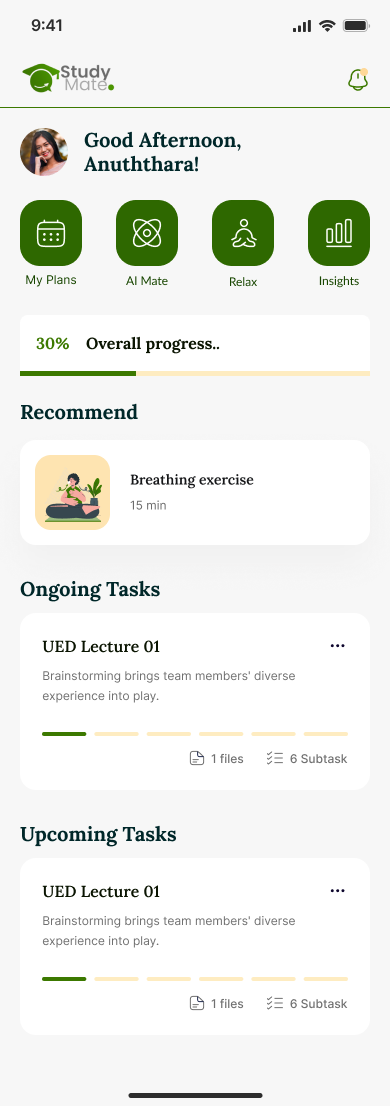 9:41
Study
Mate.
Good Afternoon,
Anuththara!
My Plans
AI Mate
Relax
Insights
30% Overall progress..
Recommend
Breathing exercise
15 min
Ongoing Tasks
UED Lecture 01
Brainstorming brings team members' diverse
experience into play.
1 files 6 Subtask
Upcoming Tasks
UED Lecture 01
Brainstorming brings team members' diverse
experience into play.
1 files 6 Subtask